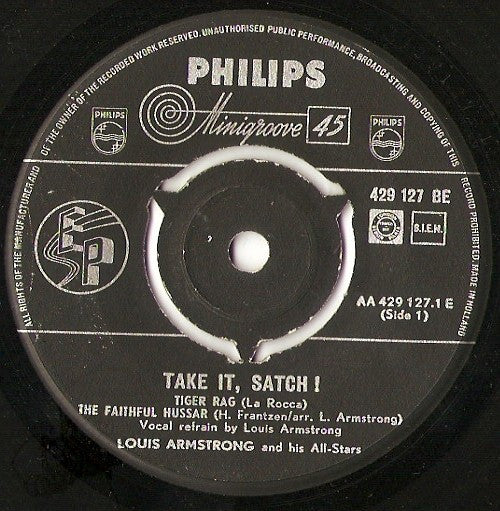 ALL RIGHTS OF THE MANUFACTURER AND OF THE OWNER OF THE RECORDED WORK RESERVED. UNAUTHORISED PUBLIC PERFORMANCE, BROADCASTING AND COPYING OF THIS RECORD PROHIBITED. MADE IN HOLLAND
PHILIPS
Minigroove 45
PHILIPS
PHILIPS
429 127 BE
B.I.E.M.
EP
AA 429 127.1 E
(Side 1)
TAKE IT, SATCH!
TIGER RAG (La Rocca)
THE FAITHFUL HUSSAR (H. Frantzen/arr. L. Armstrong)
Vocal refrain by Louis Armstrong
LOUIS ARMSTRONG and his All-Stars